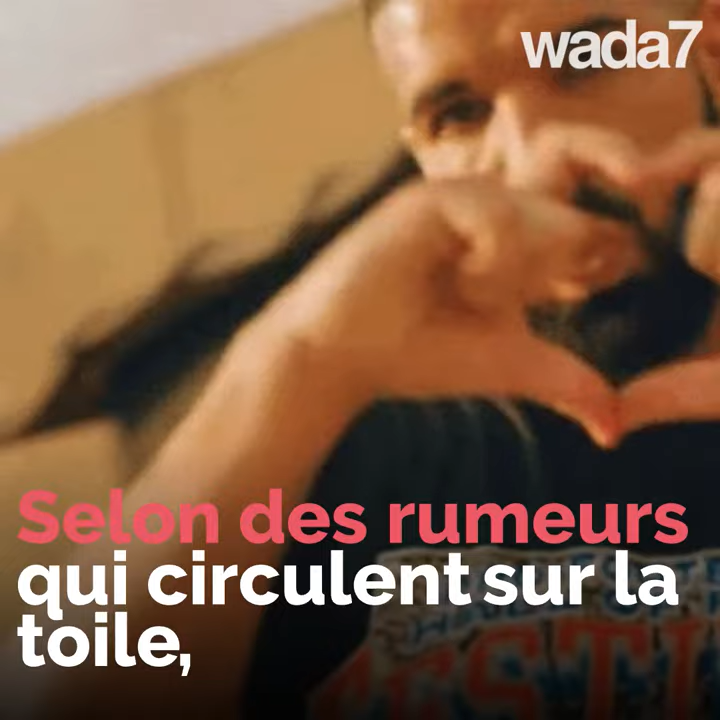 wada7
Selon des rumeurs
qui circulent sur la
toile,